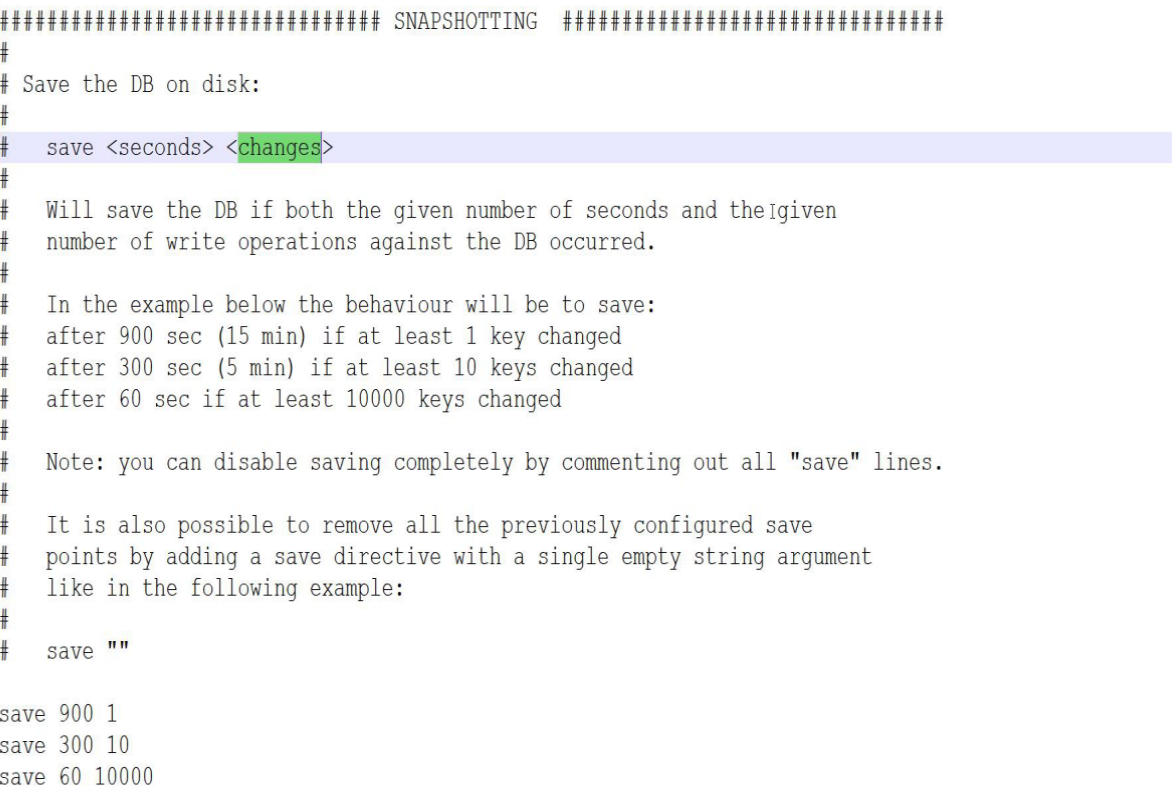 ################################ SNAPSHOTTING  ################################
#
# Save the DB on disk:
#
#   save <seconds> <changes>
#
#   Will save the DB if both the given number of seconds and the given
#   number of write operations against the DB occurred.
#
#   In the example below the behaviour will be to save:
#   after 900 sec (15 min) if at least 1 key changed
#   after 300 sec (5 min) if at least 10 keys changed
#   after 60 sec if at least 10000 keys changed
#
#   Note: you can disable saving completely by commenting out all "save" lines.
#
#   It is also possible to remove all the previously configured save
#   points by adding a save directive with a single empty string argument
#   like in the following example:
#
#   save ""

save 900 1
save 300 10
save 60 10000